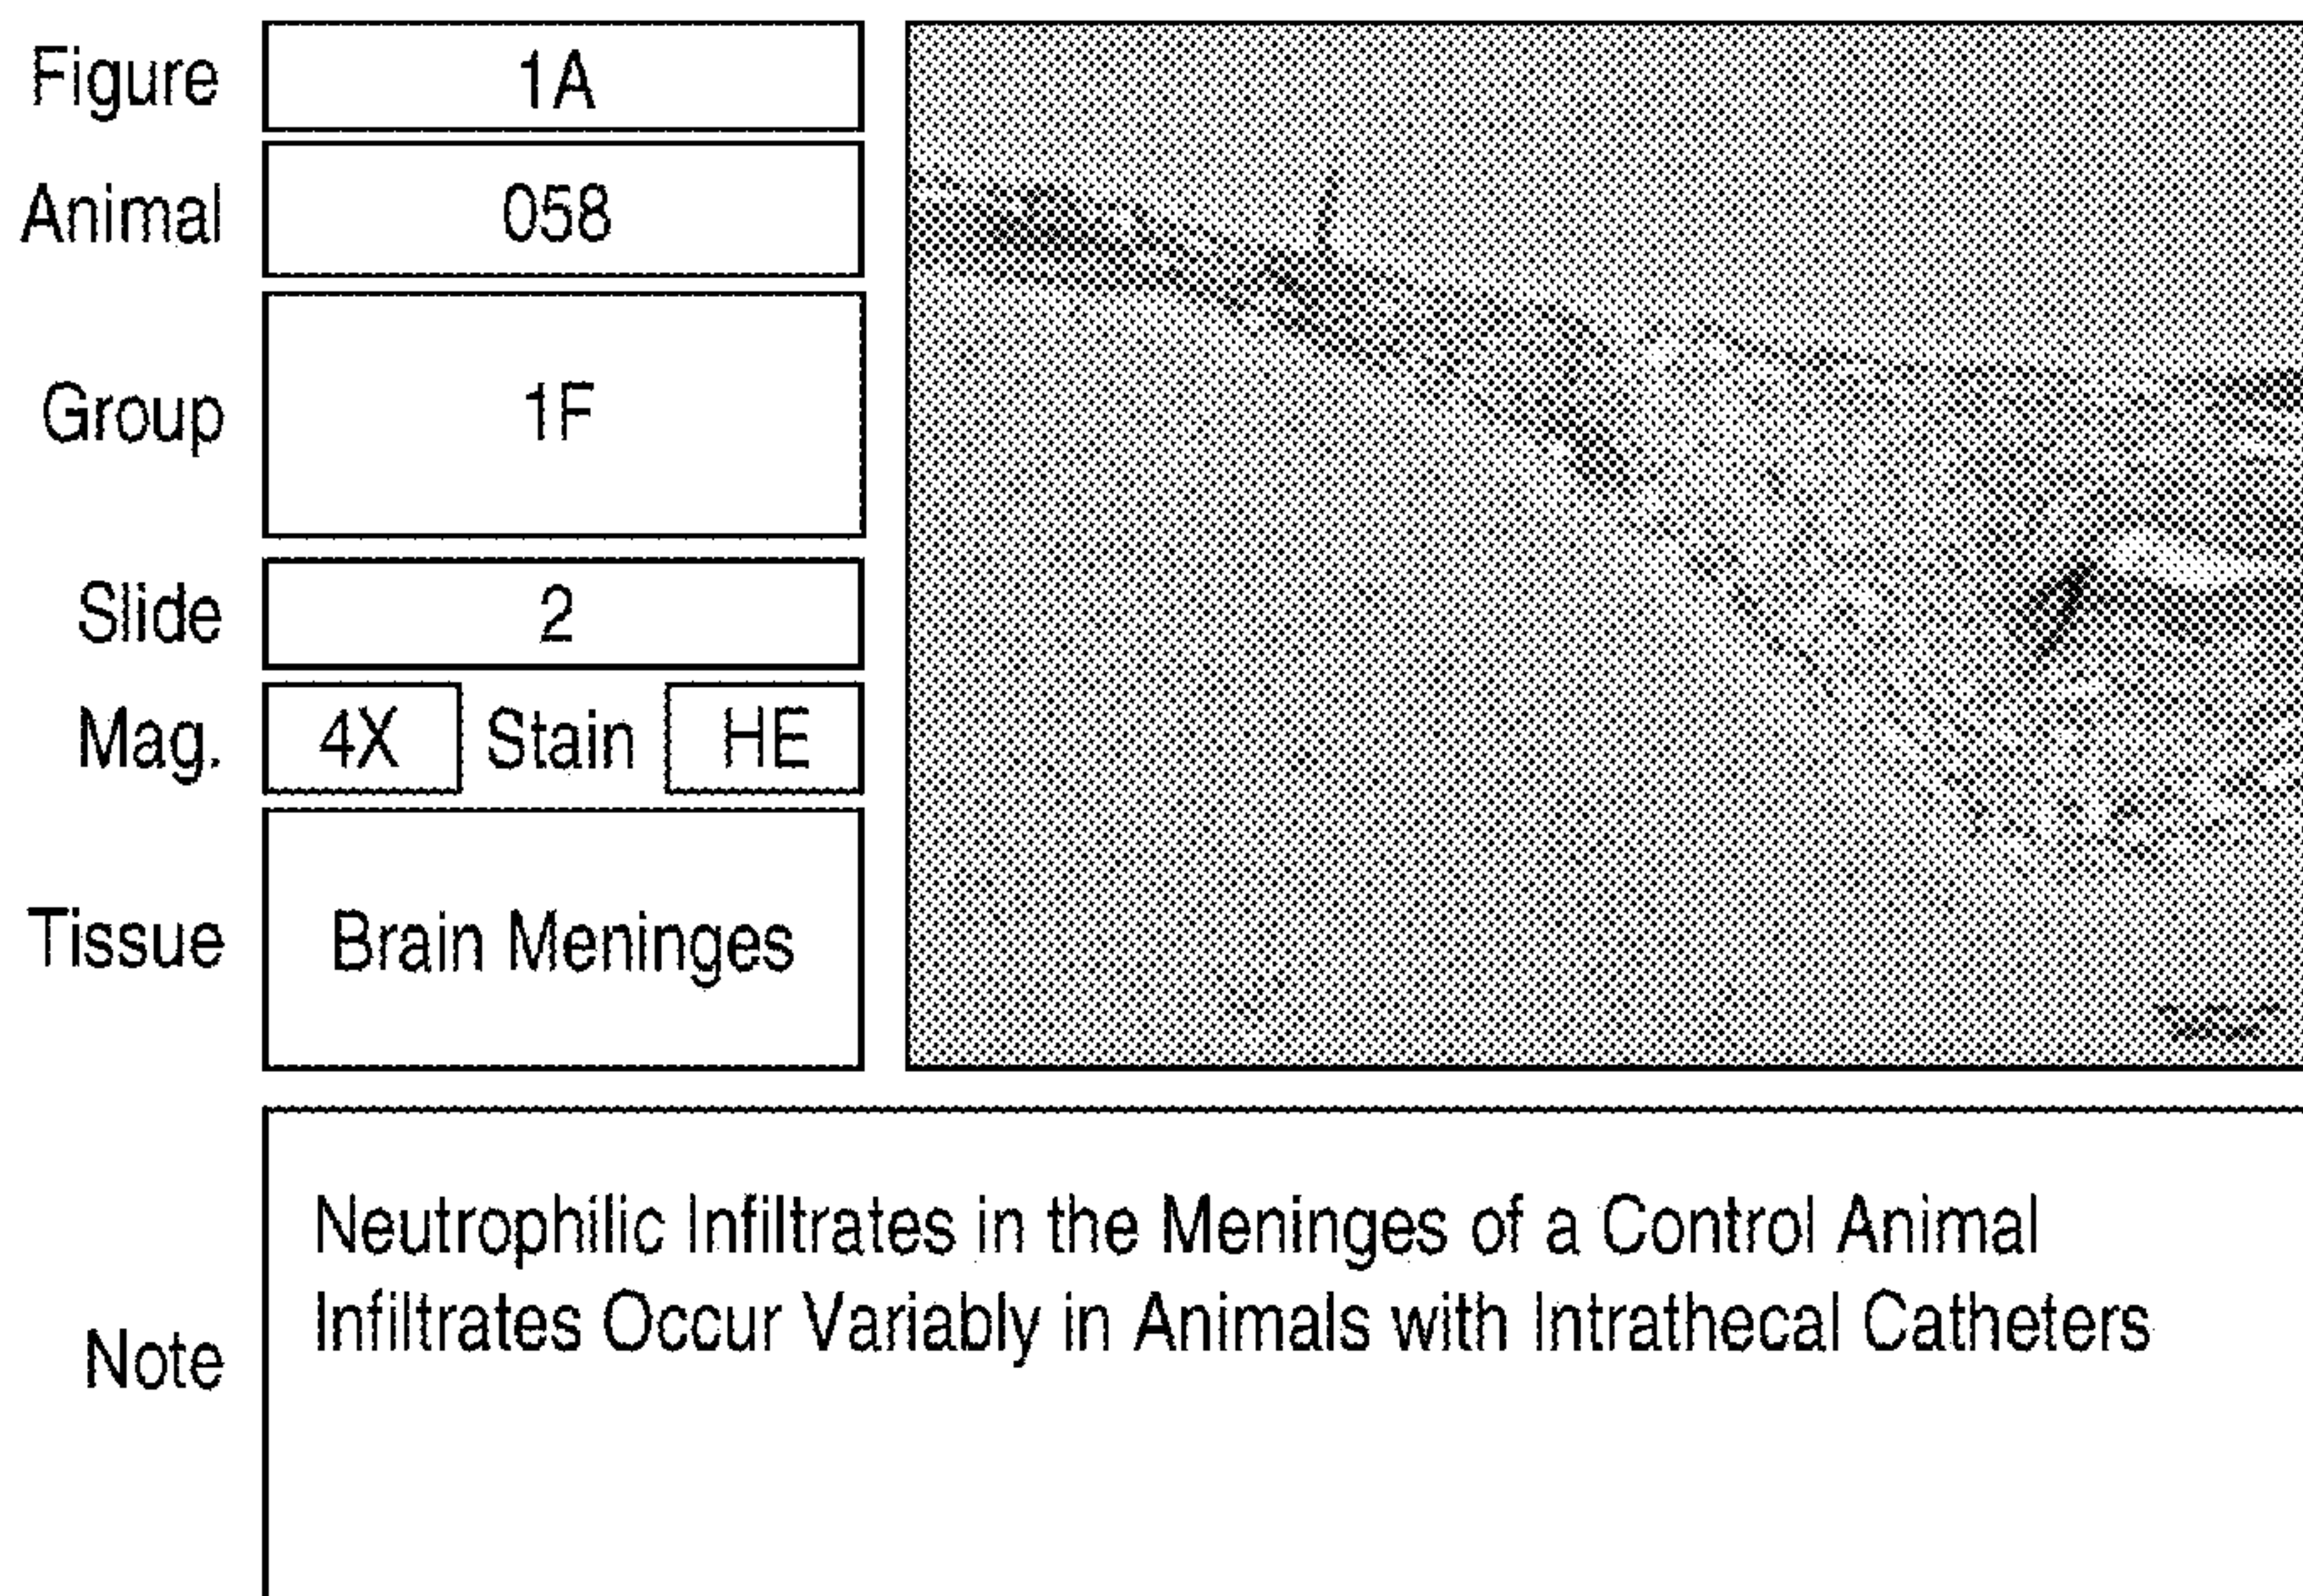 Figure 1A
Animal 058
Group 1F
Slide 2
Mag. 4X Stain HE
Tissue Brain Meninges
Note
Neutrophilic Infiltrates in the Meninges of a Control Animal
Infiltrates Occur Variably in Animals with Intrathecal Catheters